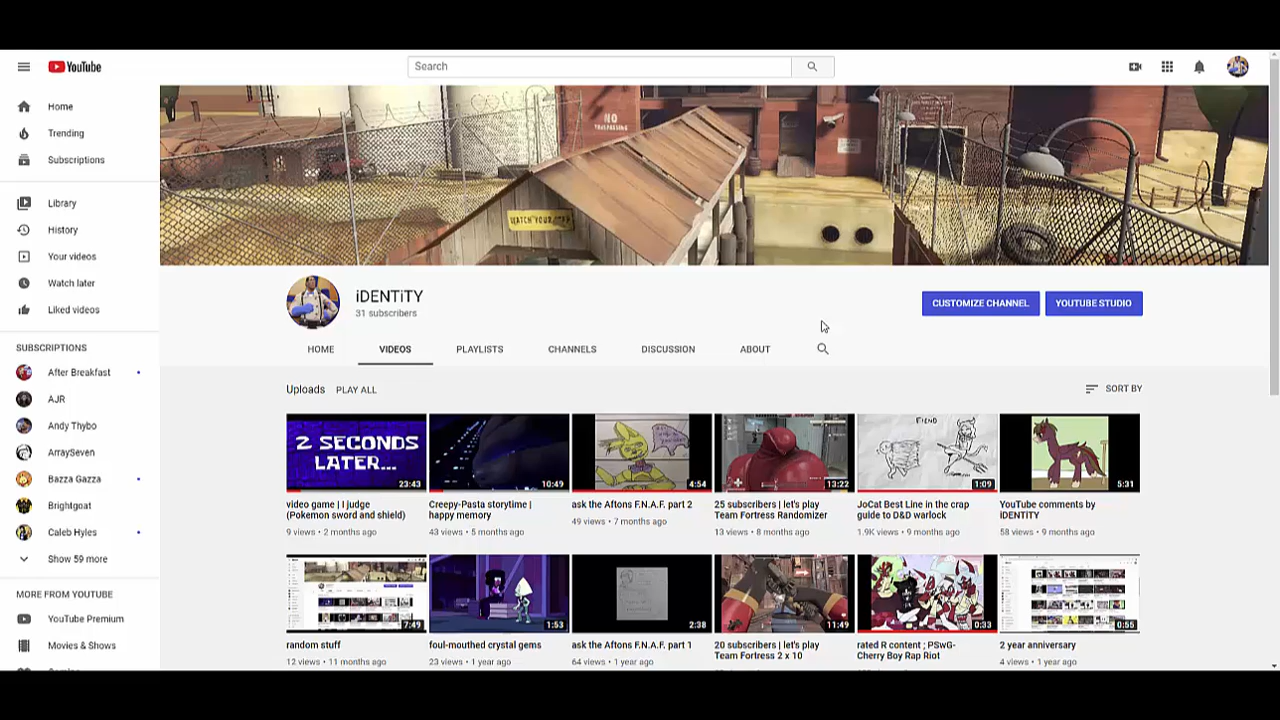 YouTube
Search
Home
Trending
Subscriptions
Library
History
Your videos
Watch later
Liked videos
SUBSCRIPTIONS
After Breakfast
AJR
Andy Thybo
ArraySeven
Bazza Gazza
Brightgoat
Caleb Hyles
Show 59 more
MORE FROM YOUTUBE
YouTube Premium
Movies & Shows
NO
TRESPASSING
iDENTiTY
31 subscribers
CUSTOMIZE CHANNEL
YOUTUBE STUDIO
HOME
VIDEOS
PLAYLISTS
CHANNELS
DISCUSSION
ABOUT
Uploads
PLAY ALL
SORT BY
2 SECONDS
LATER...
23:43
video game | I judge
(Pokemon sword and shield)
9 views • 2 months ago
10:49
Creepy-Pasta storytime |
happy memory
43 views • 5 months ago
4:54
ask the Aftons F.N.A.F. part 2
49 views • 7 months ago
13:22
25 subscribers | let's play
Team Fortress Randomizer
13 views • 8 months ago
FIEND
1:09
JoCat Best Line in the crap
guide to D&D warlock
1.9K views • 9 months ago
5:31
YouTube comments by
iDENTITY
58 views • 9 months ago
7:49
random stuff
12 views • 11 months ago
1:53
foul-mouthed crystal gems
23 views • 1 year ago
2:38
ask the Aftons F.N.A.F. part 1
64 views • 1 year ago
11:49
20 subscribers | let's play
Team Fortress 2 x 10
0:33
rated R content ; PSwG-
Cherry Boy Rap Riot
0:55
2 year anniversary
4 views • 1 year ago